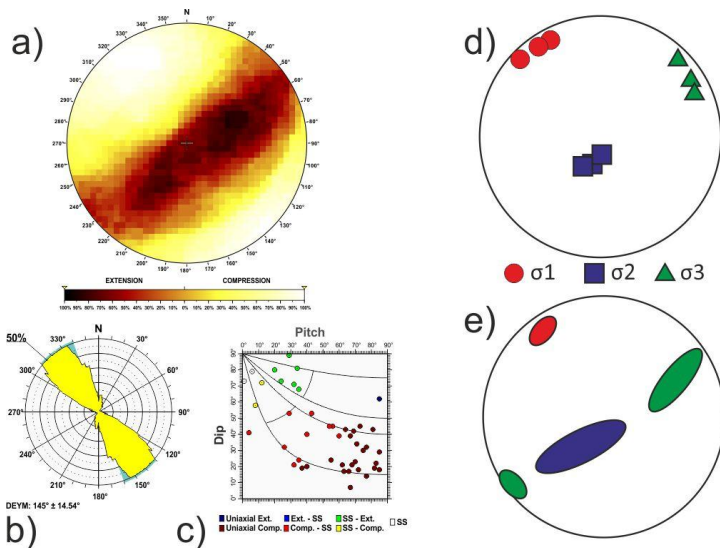 a)
N
350° 0° 10°
340° 20°
330° 30°
320° 40°
310° 50°
300° 60°
290° 70°
280° 80°
270° 90°
260° 100°
250° 110°
240° 120°
230° 130°
220° 140°
210° 150°
200° 160°
190° 180° 170°
EXTENSION COMPRESSION
100% 90% 80% 70% 60% 50% 40% 30% 20% 10% 0% 10% 20% 30% 40% 50% 60% 70% 80% 90% 100%
b)
N
50%
330° 30°
300° 60°
270° 90°
240° 120°
210° 150°
180°
DEYM: 145° ± 14.54°
c)
Pitch
0° 10° 20° 30° 40° 50° 60° 70° 80° 90°
Dip
90°
80°
70°
60°
50°
40°
30°
20°
10°
0°
Uniaxial Ext. Ext. - SS SS - Ext. SS
Uniaxial Comp. Comp. - SS SS - Comp.
d)
σ1 σ2 σ3
e)